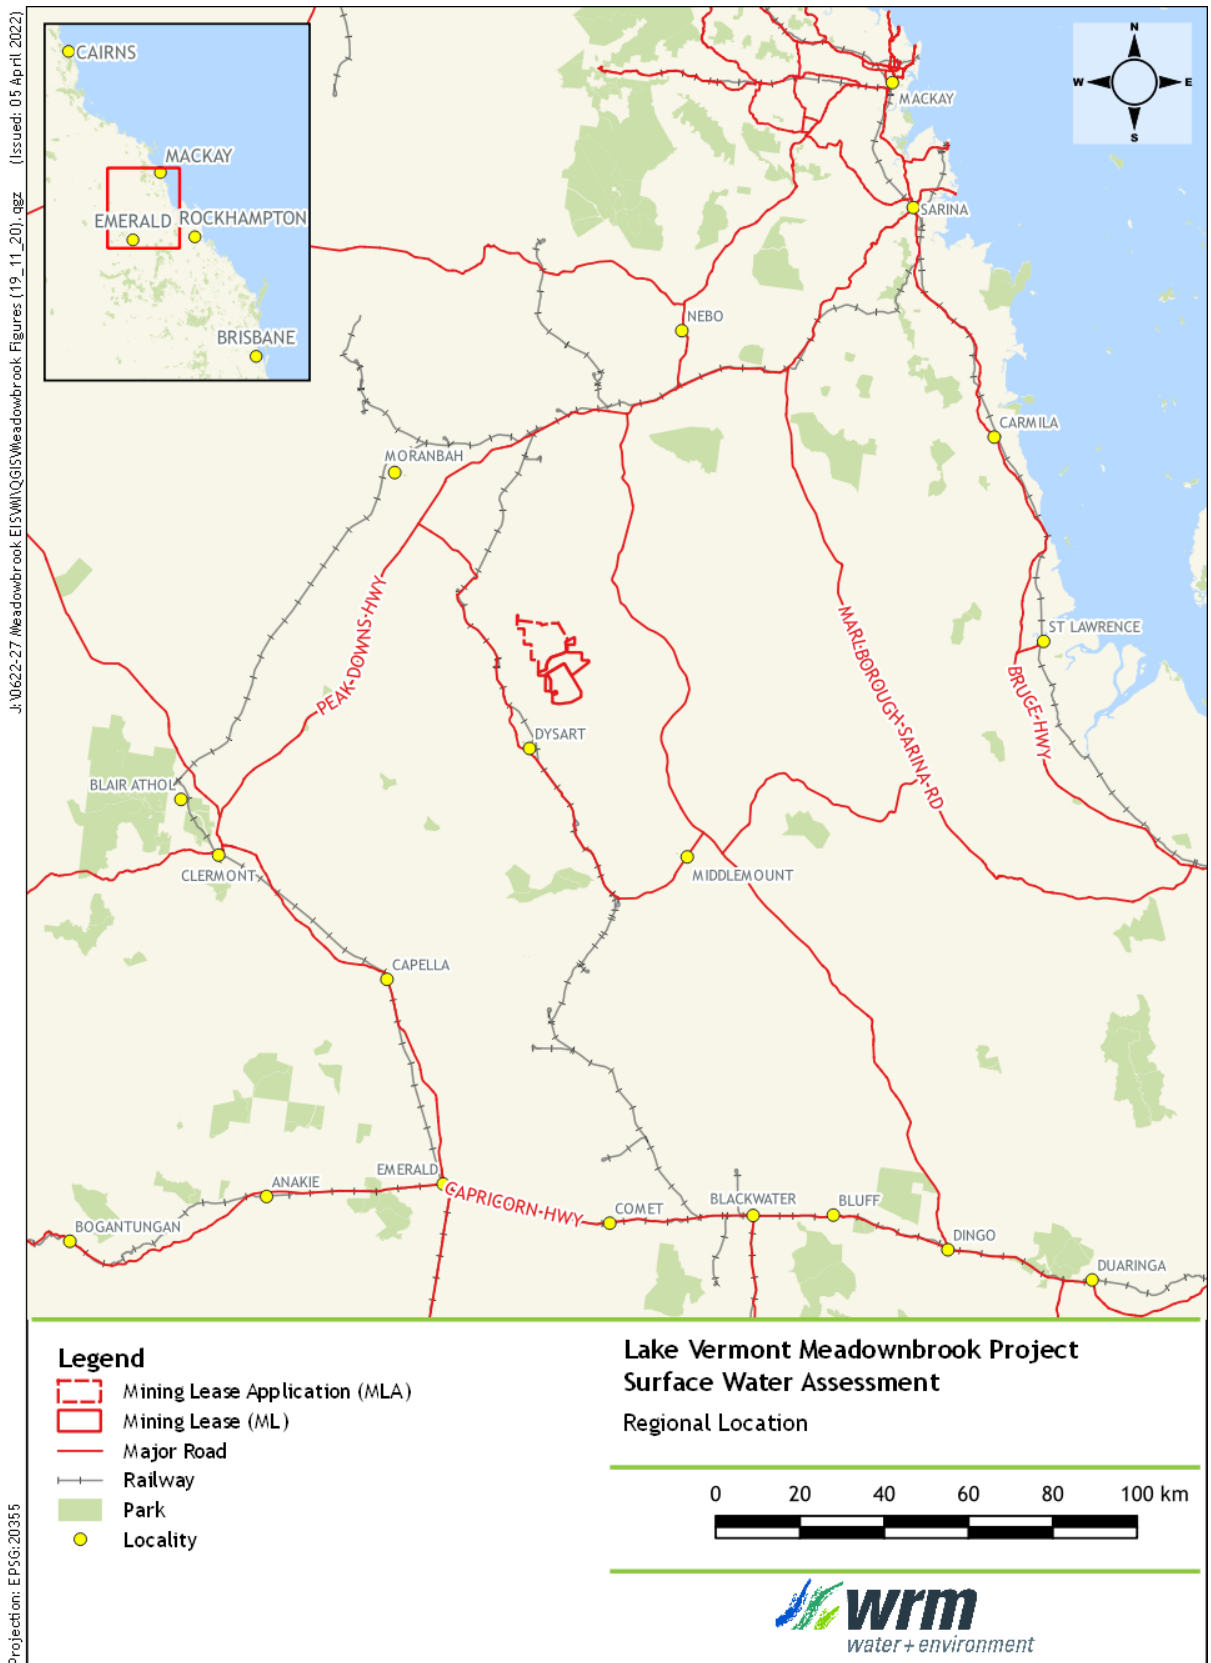 J:\0622-27 Meadowbrook EIS\MI\QGIS\Meadowbrook Figures (19_11_20).qgz (Issued: 05 April 2022)
Projection: EPSG:20355
CAIRNS
MACKAY
EMERALD
ROCKHAMPTON
BRISBANE
N
W
E
S
MACKAY
SARINA
NEBO
CARMILA
MORANBAH
PEAK-DOWNS-HWY
MARLBOROUGH-SARINA-RD
ST LAWRENCE
BRUCE-HWY
DYSART
BLAIR ATHOL
CLERMONT
MIDDLEMOUNT
CAPELLA
EMERALD
ANAKIE
BOGANTUNGAN
CAPRICORN-HWY
COMET
BLACKWATER
BLUFF
DINGO
DUARINGA
Legend
Mining Lease Application (MLA)
Mining Lease (ML)
Major Road
Railway
Park
Locality
Lake Vermont Meadownbrook Project
Surface Water Assessment
Regional Location
0 20 40 60 80 100 km
wrm
water + environment